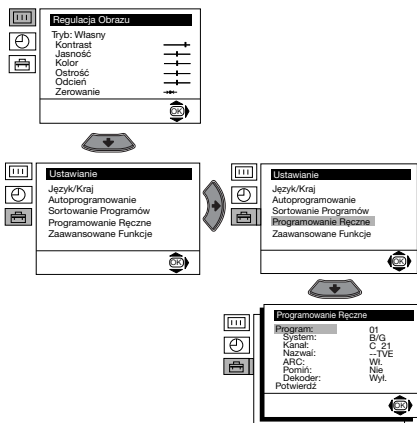 Regulacja Obrazu
Tryb: Własny
Kontrast
Jasność
Kolor
Ostrość
Odcień
Zerowanie
OK
Ustawianie
Język/Kraj
Autoprogramowanie
Sortowanie Programów
Programowanie Ręczne
Zaawansowane Funkcje
OK
Ustawianie
Język/Kraj
Autoprogramowanie
Sortowanie Programów
Programowanie Ręczne
Zaawansowane Funkcje
OK
Programowanie Ręczne
Program: 01
System: B/G
Kanał: C_21
Nazwai: --TVE
ARC: Wł.
Pomiń: Nie
Dekoder: Wył.
Potwierdź
OK